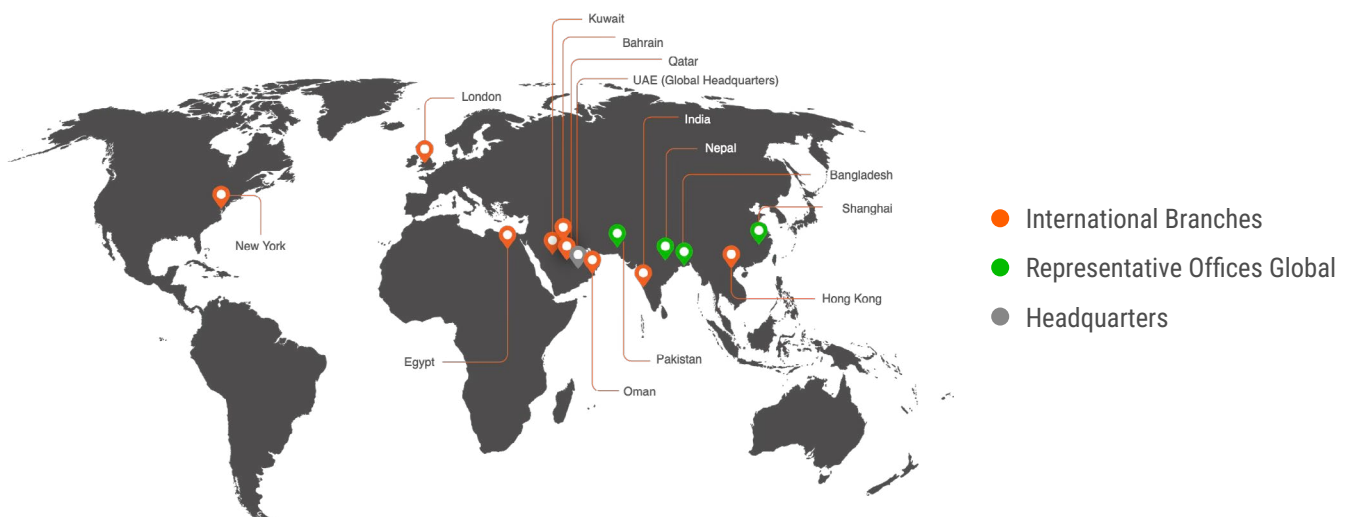 Kuwait
Bahrain
Qatar
UAE (Global Headquarters)
London
India
Nepal
Bangladesh
Shanghai
New York
Hong Kong
Egypt
Pakistan
Oman
International Branches
Representative Offices Global
Headquarters